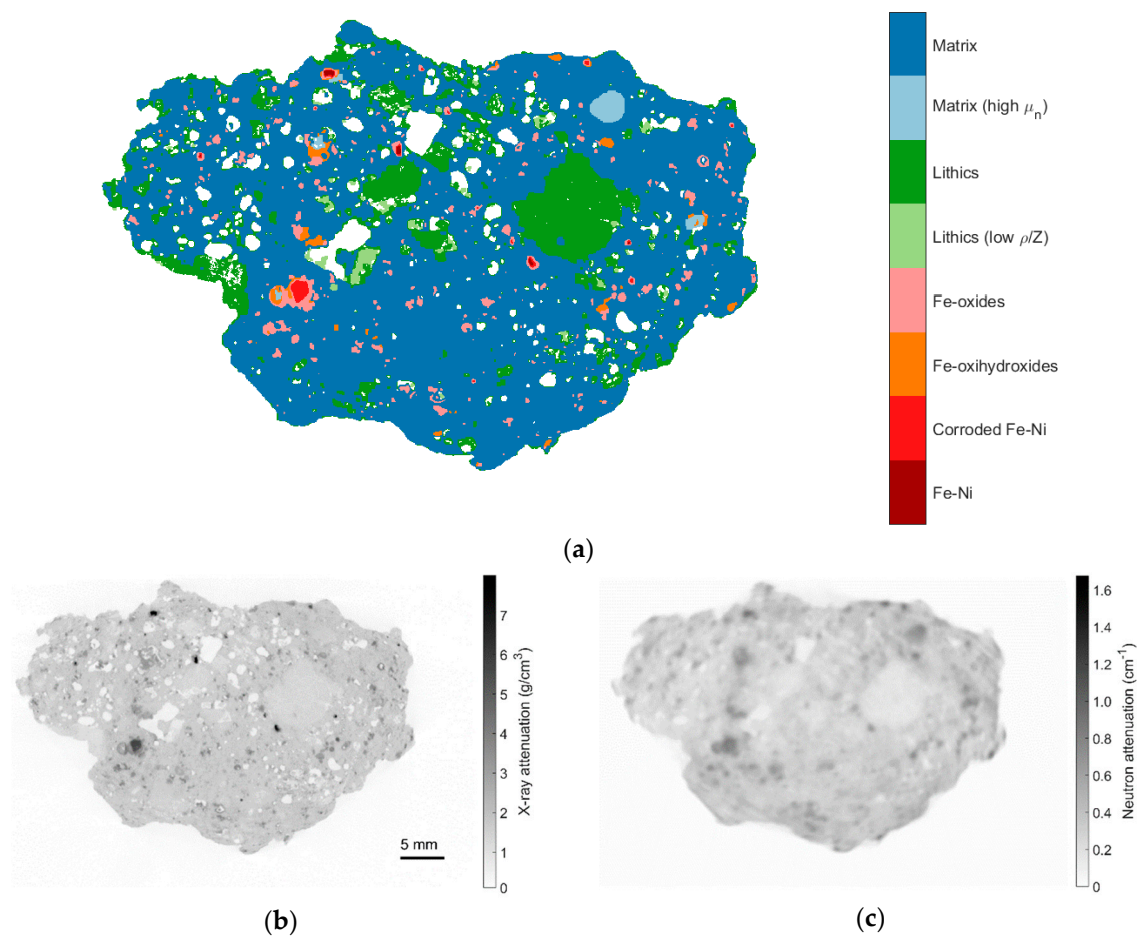 Matrix
Matrix (high μn)
Lithics
Lithics (low ρ/Z)
Fe-oxides
Fe-oxihydroxides
Corroded Fe-Ni
Fe-Ni
(a)
7
6
5
4
3
2
1
0
X-ray attenuation (g/cm³)
5 mm
(b)
1.6
1.4
1.2
1
0.8
0.6
0.4
0.2
0
Neutron attenuation (cm⁻¹)
(c)